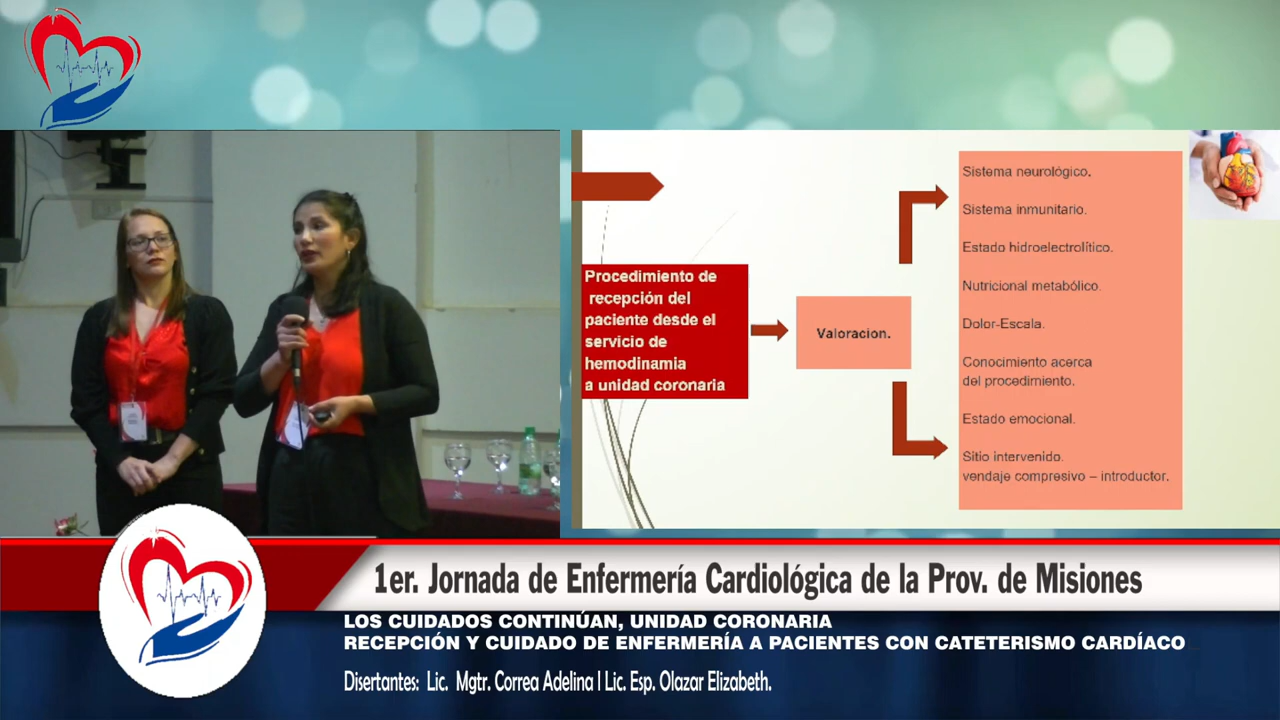 Procedimiento de
recepción del
paciente desde el
servicio de
hemodinamia
a unidad coronaria
Valoracion.
Sistema neurológico.
Sistema inmunitario.
Estado hidroelectrolítico.
Nutricional metabólico.
Dolor-Escala.
Conocimiento acerca
del procedimiento.
Estado emocional.
Sitio intervenido.
vendaje compresivo – introductor.
1er. Jornada de Enfermería Cardiológica de la Prov. de Misiones
LOS CUIDADOS CONTINÚAN, UNIDAD CORONARIA
RECEPCIÓN Y CUIDADO DE ENFERMERÍA A PACIENTES CON CATETERISMO CARDÍACO
Disertantes: Lic. Mgtr. Correa Adelina l Lic. Esp. Olazar Elizabeth.